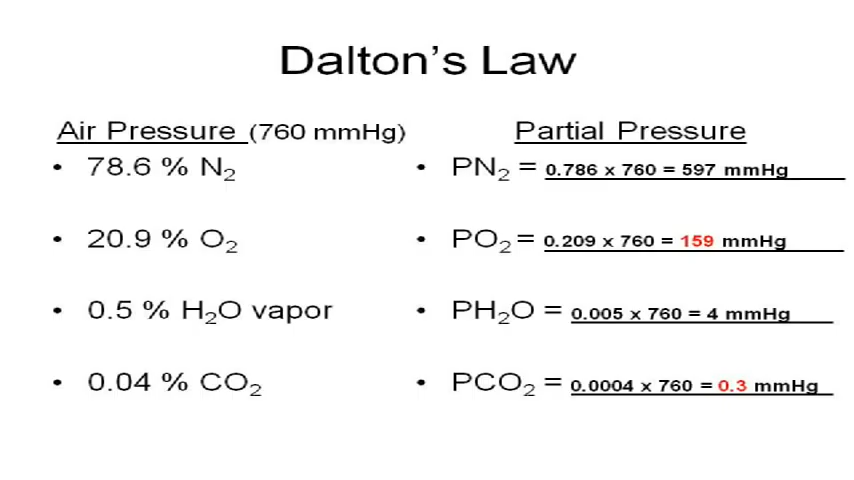 Dalton’s Law
Air Pressure (760 mmHg)
• 78.6 % N₂
• 20.9 % O₂
• 0.5 % H₂O vapor
• 0.04 % CO₂
Partial Pressure
• PN₂ = 0.786 x 760 = 597 mmHg
• PO₂ = 0.209 x 760 = 159 mmHg
• PH₂O = 0.005 x 760 = 4 mmHg
• PCO₂ = 0.0004 x 760 = 0.3 mmHg